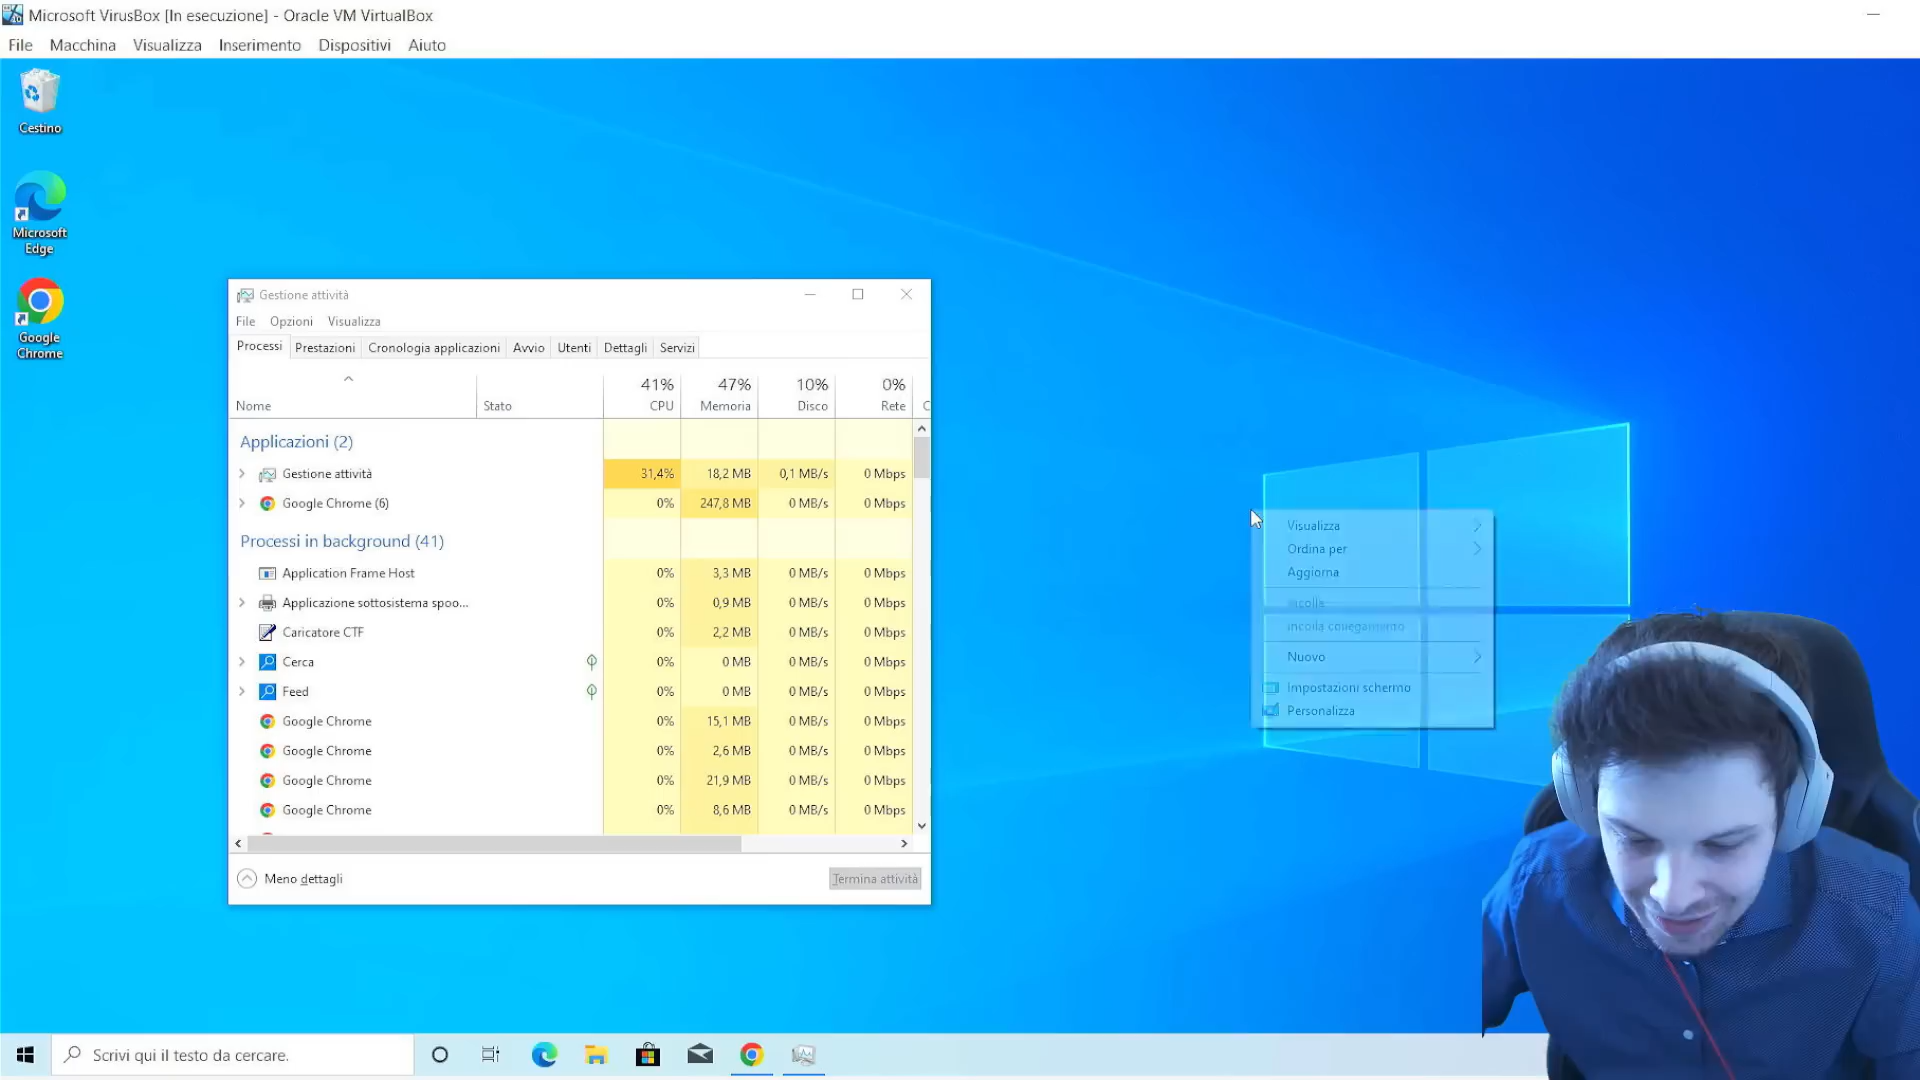 Microsoft VirusBox [In esecuzione] - Oracle VM VirtualBox
File Macchina Visualizza Inserimento Dispositivi Aiuto
Cestino
Microsoft
Edge
Google
Chrome
Gestione attività
File Opzioni Visualizza
Processi Prestazioni Cronologia applicazioni Avvio Utenti Dettagli Servizi
41% 47% 10% 0%
Nome Stato CPU Memoria Disco Rete C
Applicazioni (2)
Gestione attività 31,4% 18,2 MB 0,1 MB/s 0 Mbps
Google Chrome (6) 0% 247,8 MB 0 MB/s 0 Mbps
Processi in background (41)
Application Frame Host 0% 3,3 MB 0 MB/s 0 Mbps
Applicazione sottosistema spoo... 0% 0,9 MB 0 MB/s 0 Mbps
Caricatore CTF 0% 2,2 MB 0 MB/s 0 Mbps
Cerca 0% 0 MB 0 MB/s 0 Mbps
Feed 0% 0 MB 0 MB/s 0 Mbps
Google Chrome 0% 15,1 MB 0 MB/s 0 Mbps
Google Chrome 0% 2,6 MB 0 MB/s 0 Mbps
Google Chrome 0% 21,9 MB 0 MB/s 0 Mbps
Google Chrome 0% 8,6 MB 0 MB/s 0 Mbps
Meno dettagli
Termina attività
Visualizza
Ordina per
Aggiorna
Incolla
Incolla collegamento
Nuovo
Impostazioni schermo
Personalizza
Scrivi qui il testo da cercare.